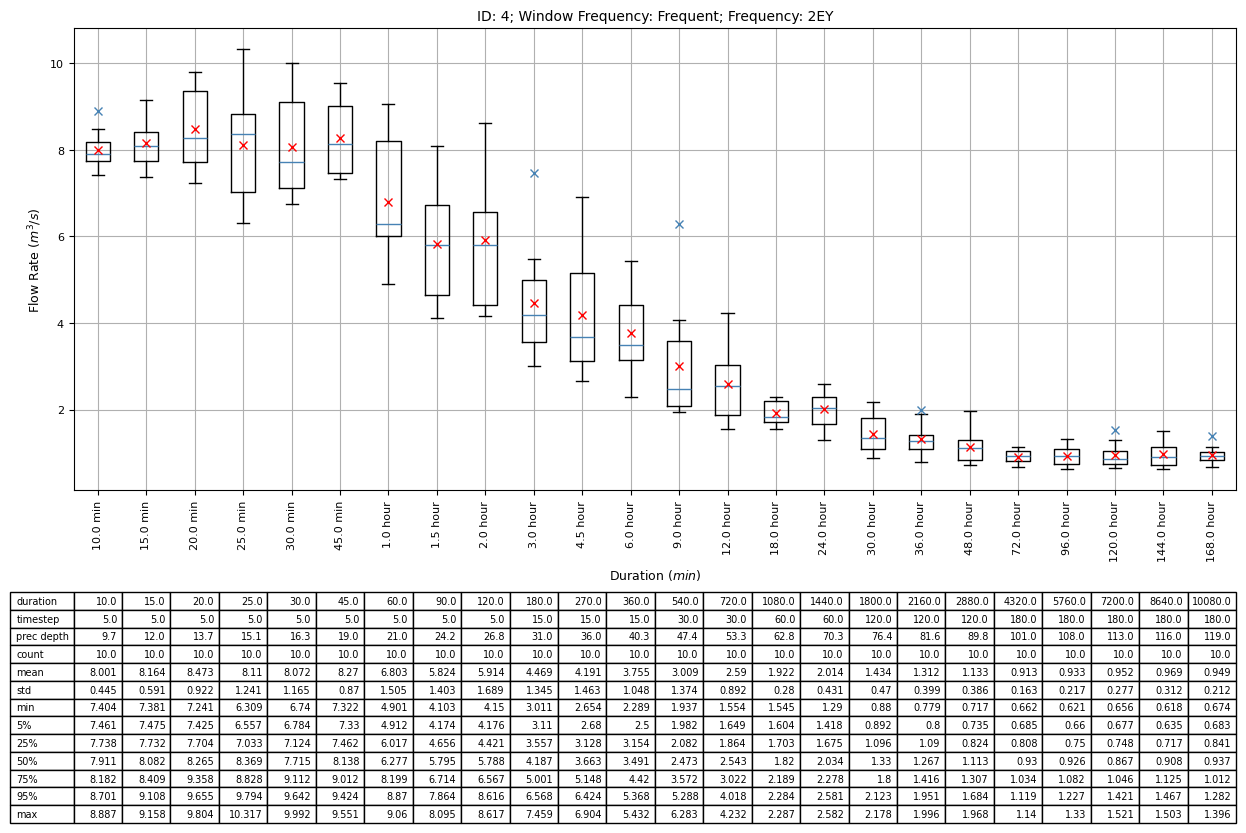 ID: 4; Window Frequency: Frequent; Frequency: 2EY
Flow Rate (m³/s)
10
8
6
4
2
10.0 min 15.0 min 20.0 min 25.0 min 30.0 min 45.0 min 1.0 hour 1.5 hour 2.0 hour 3.0 hour 4.5 hour 6.0 hour 9.0 hour 12.0 hour 18.0 hour 24.0 hour 30.0 hour 36.0 hour 48.0 hour 72.0 hour 96.0 hour 120.0 hour 144.0 hour 168.0 hour
Duration (min)
duration 10.0 15.0 20.0 25.0 30.0 45.0 60.0 90.0 120.0 180.0 270.0 360.0 540.0 720.0 1080.0 1440.0 1800.0 2160.0 2880.0 4320.0 5760.0 7200.0 8640.0 10080.0
timestep 5.0 5.0 5.0 5.0 5.0 5.0 5.0 5.0 5.0 15.0 15.0 15.0 30.0 30.0 60.0 60.0 120.0 120.0 120.0 180.0 180.0 180.0 180.0 180.0
prec depth 9.7 12.0 13.7 15.1 16.3 19.0 21.0 24.2 26.8 31.0 36.0 40.3 47.4 53.3 62.8 70.3 76.4 81.6 89.8 101.0 108.0 113.0 116.0 119.0
count 10.0 10.0 10.0 10.0 10.0 10.0 10.0 10.0 10.0 10.0 10.0 10.0 10.0 10.0 10.0 10.0 10.0 10.0 10.0 10.0 10.0 10.0 10.0 10.0
mean 8.001 8.164 8.473 8.11 8.072 8.27 6.803 5.824 5.914 4.469 4.191 3.755 3.009 2.59 1.922 2.014 1.434 1.312 1.133 0.913 0.933 0.952 0.969 0.949
std 0.445 0.591 0.922 1.241 1.165 0.87 1.505 1.403 1.689 1.345 1.463 1.048 1.374 0.892 0.28 0.431 0.47 0.399 0.386 0.163 0.217 0.277 0.312 0.212
min 7.404 7.381 7.241 6.309 6.74 7.322 4.901 4.103 4.15 3.011 2.654 2.289 1.937 1.554 1.545 1.29 0.88 0.779 0.717 0.662 0.621 0.656 0.618 0.674
5% 7.461 7.475 7.425 6.557 6.784 7.33 4.912 4.174 4.176 3.11 2.68 2.5 1.982 1.649 1.604 1.418 0.892 0.8 0.735 0.685 0.66 0.677 0.635 0.683
25% 7.738 7.732 7.704 7.033 7.124 7.462 6.017 4.656 4.421 3.557 3.128 3.154 2.082 1.864 1.703 1.675 1.096 1.09 0.824 0.808 0.75 0.748 0.717 0.841
50% 7.911 8.082 8.265 8.369 7.715 8.138 6.277 5.795 5.788 4.187 3.663 3.491 2.473 2.543 1.82 2.034 1.33 1.267 1.113 0.93 0.926 0.867 0.908 0.937
75% 8.182 8.409 9.358 8.828 9.112 9.012 8.199 6.714 6.567 5.001 5.148 4.42 3.572 3.022 2.189 2.278 1.8 1.416 1.307 1.034 1.082 1.046 1.125 1.012
95% 8.701 9.108 9.655 9.794 9.642 9.424 8.87 7.864 8.616 6.568 6.424 5.368 5.288 4.018 2.284 2.581 2.123 1.951 1.684 1.119 1.227 1.421 1.467 1.282
max 8.887 9.158 9.804 10.317 9.992 9.551 9.06 8.095 8.617 7.459 6.904 5.432 6.283 4.232 2.287 2.582 2.178 1.996 1.968 1.14 1.33 1.521 1.503 1.396